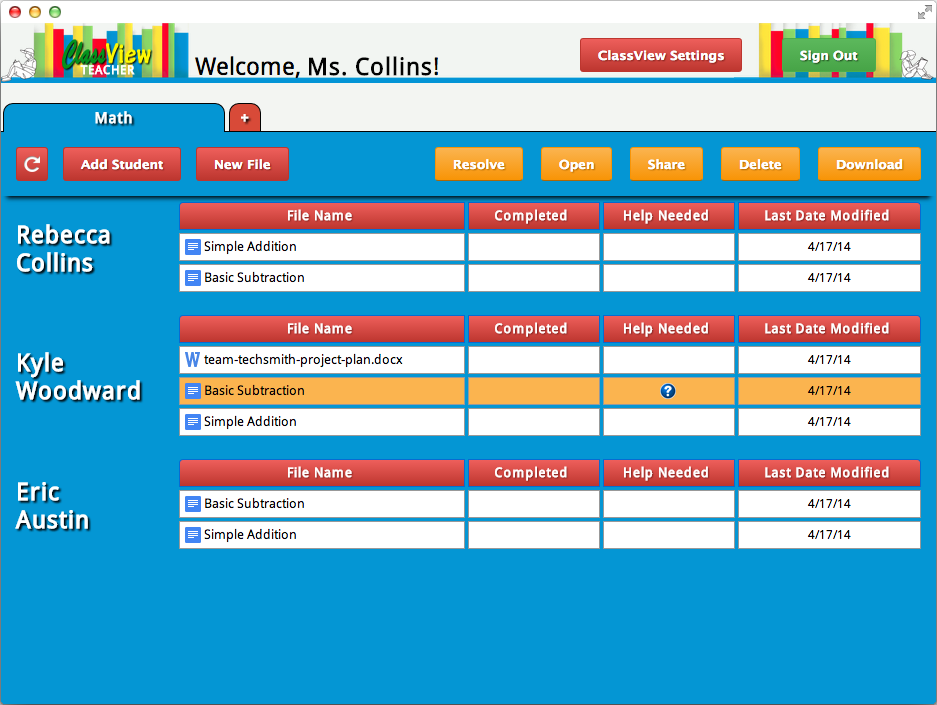 ClassView
TEACHER
Welcome, Ms. Collins!
ClassView Settings
Sign Out
Math
+
Add Student
New File
Resolve
Open
Share
Delete
Download
Rebecca
Collins
File Name Completed Help Needed Last Date Modified
Simple Addition 4/17/14
Basic Subtraction 4/17/14
Kyle
Woodward
File Name Completed Help Needed Last Date Modified
W team-techsmith-project-plan.docx 4/17/14
Basic Subtraction ? 4/17/14
Simple Addition 4/17/14
Eric
Austin
File Name Completed Help Needed Last Date Modified
Basic Subtraction 4/17/14
Simple Addition 4/17/14